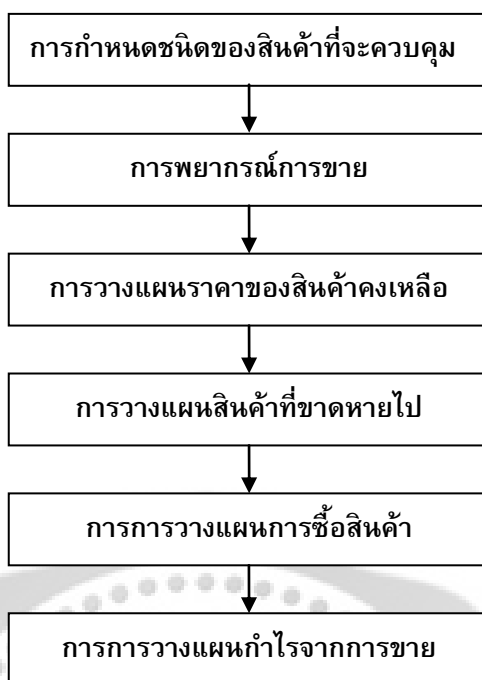 การกำหนดชนิดของสินค้าที่จะควบคุม
การพยากรณ์การขาย
การวางแผนราคาของสินค้าคงเหลือ
การวางแผนสินค้าที่ขาดหายไป
การการวางแผนการซื้อสินค้า
การการวางแผนกำไรจากการขาย